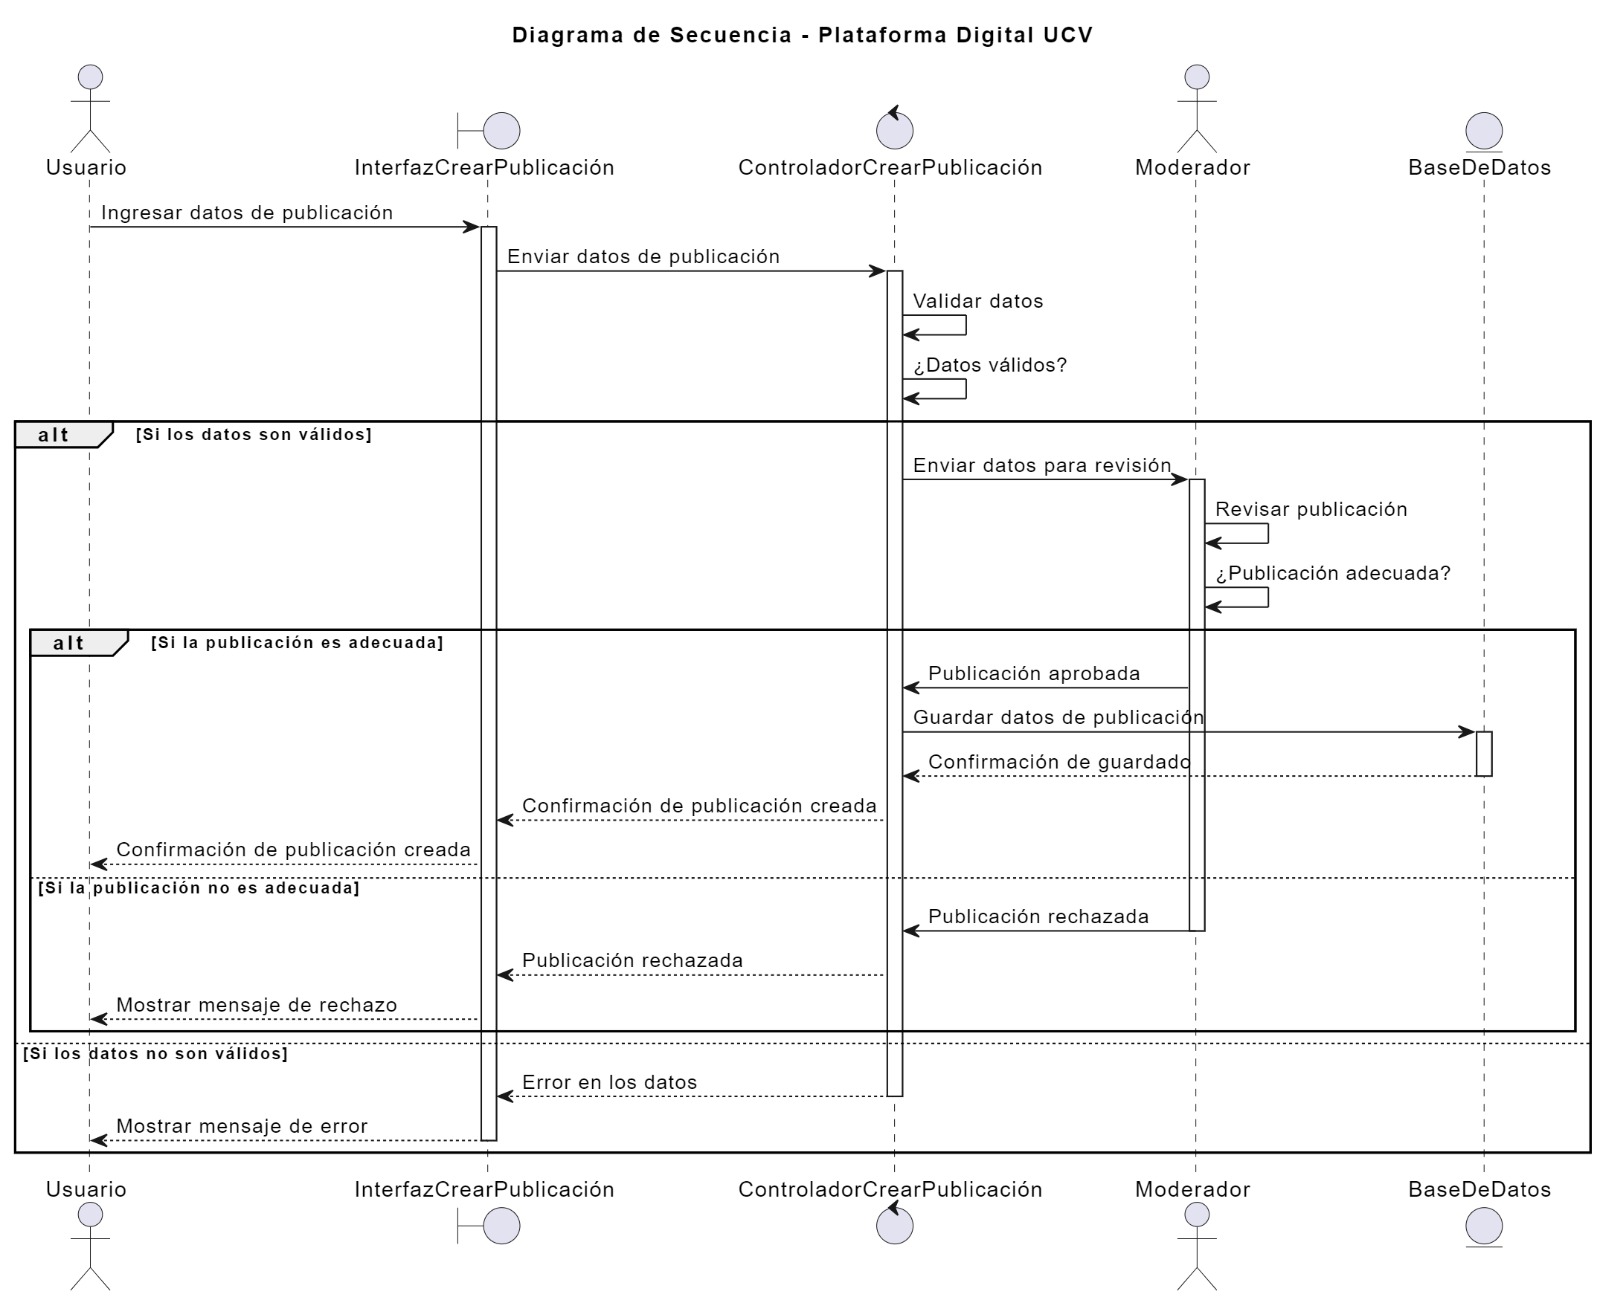 Diagrama de Secuencia - Plataforma Digital UCV
Usuario
InterfazCrearPublicación
ControladorCrearPublicación
Moderador
BaseDeDatos
Ingresar datos de publicación
Enviar datos de publicación
Validar datos
¿Datos válidos?
alt
[Si los datos son válidos]
Enviar datos para revisión
Revisar publicación
¿Publicación adecuada?
alt
[Si la publicación es adecuada]
Publicación aprobada
Guardar datos de publicación
Confirmación de guardado
Confirmación de publicación creada
Confirmación de publicación creada
[Si la publicación no es adecuada]
Publicación rechazada
Publicación rechazada
Mostrar mensaje de rechazo
[Si los datos no son válidos]
Error en los datos
Mostrar mensaje de error
Usuario
InterfazCrearPublicación
ControladorCrearPublicación
Moderador
BaseDeDatos